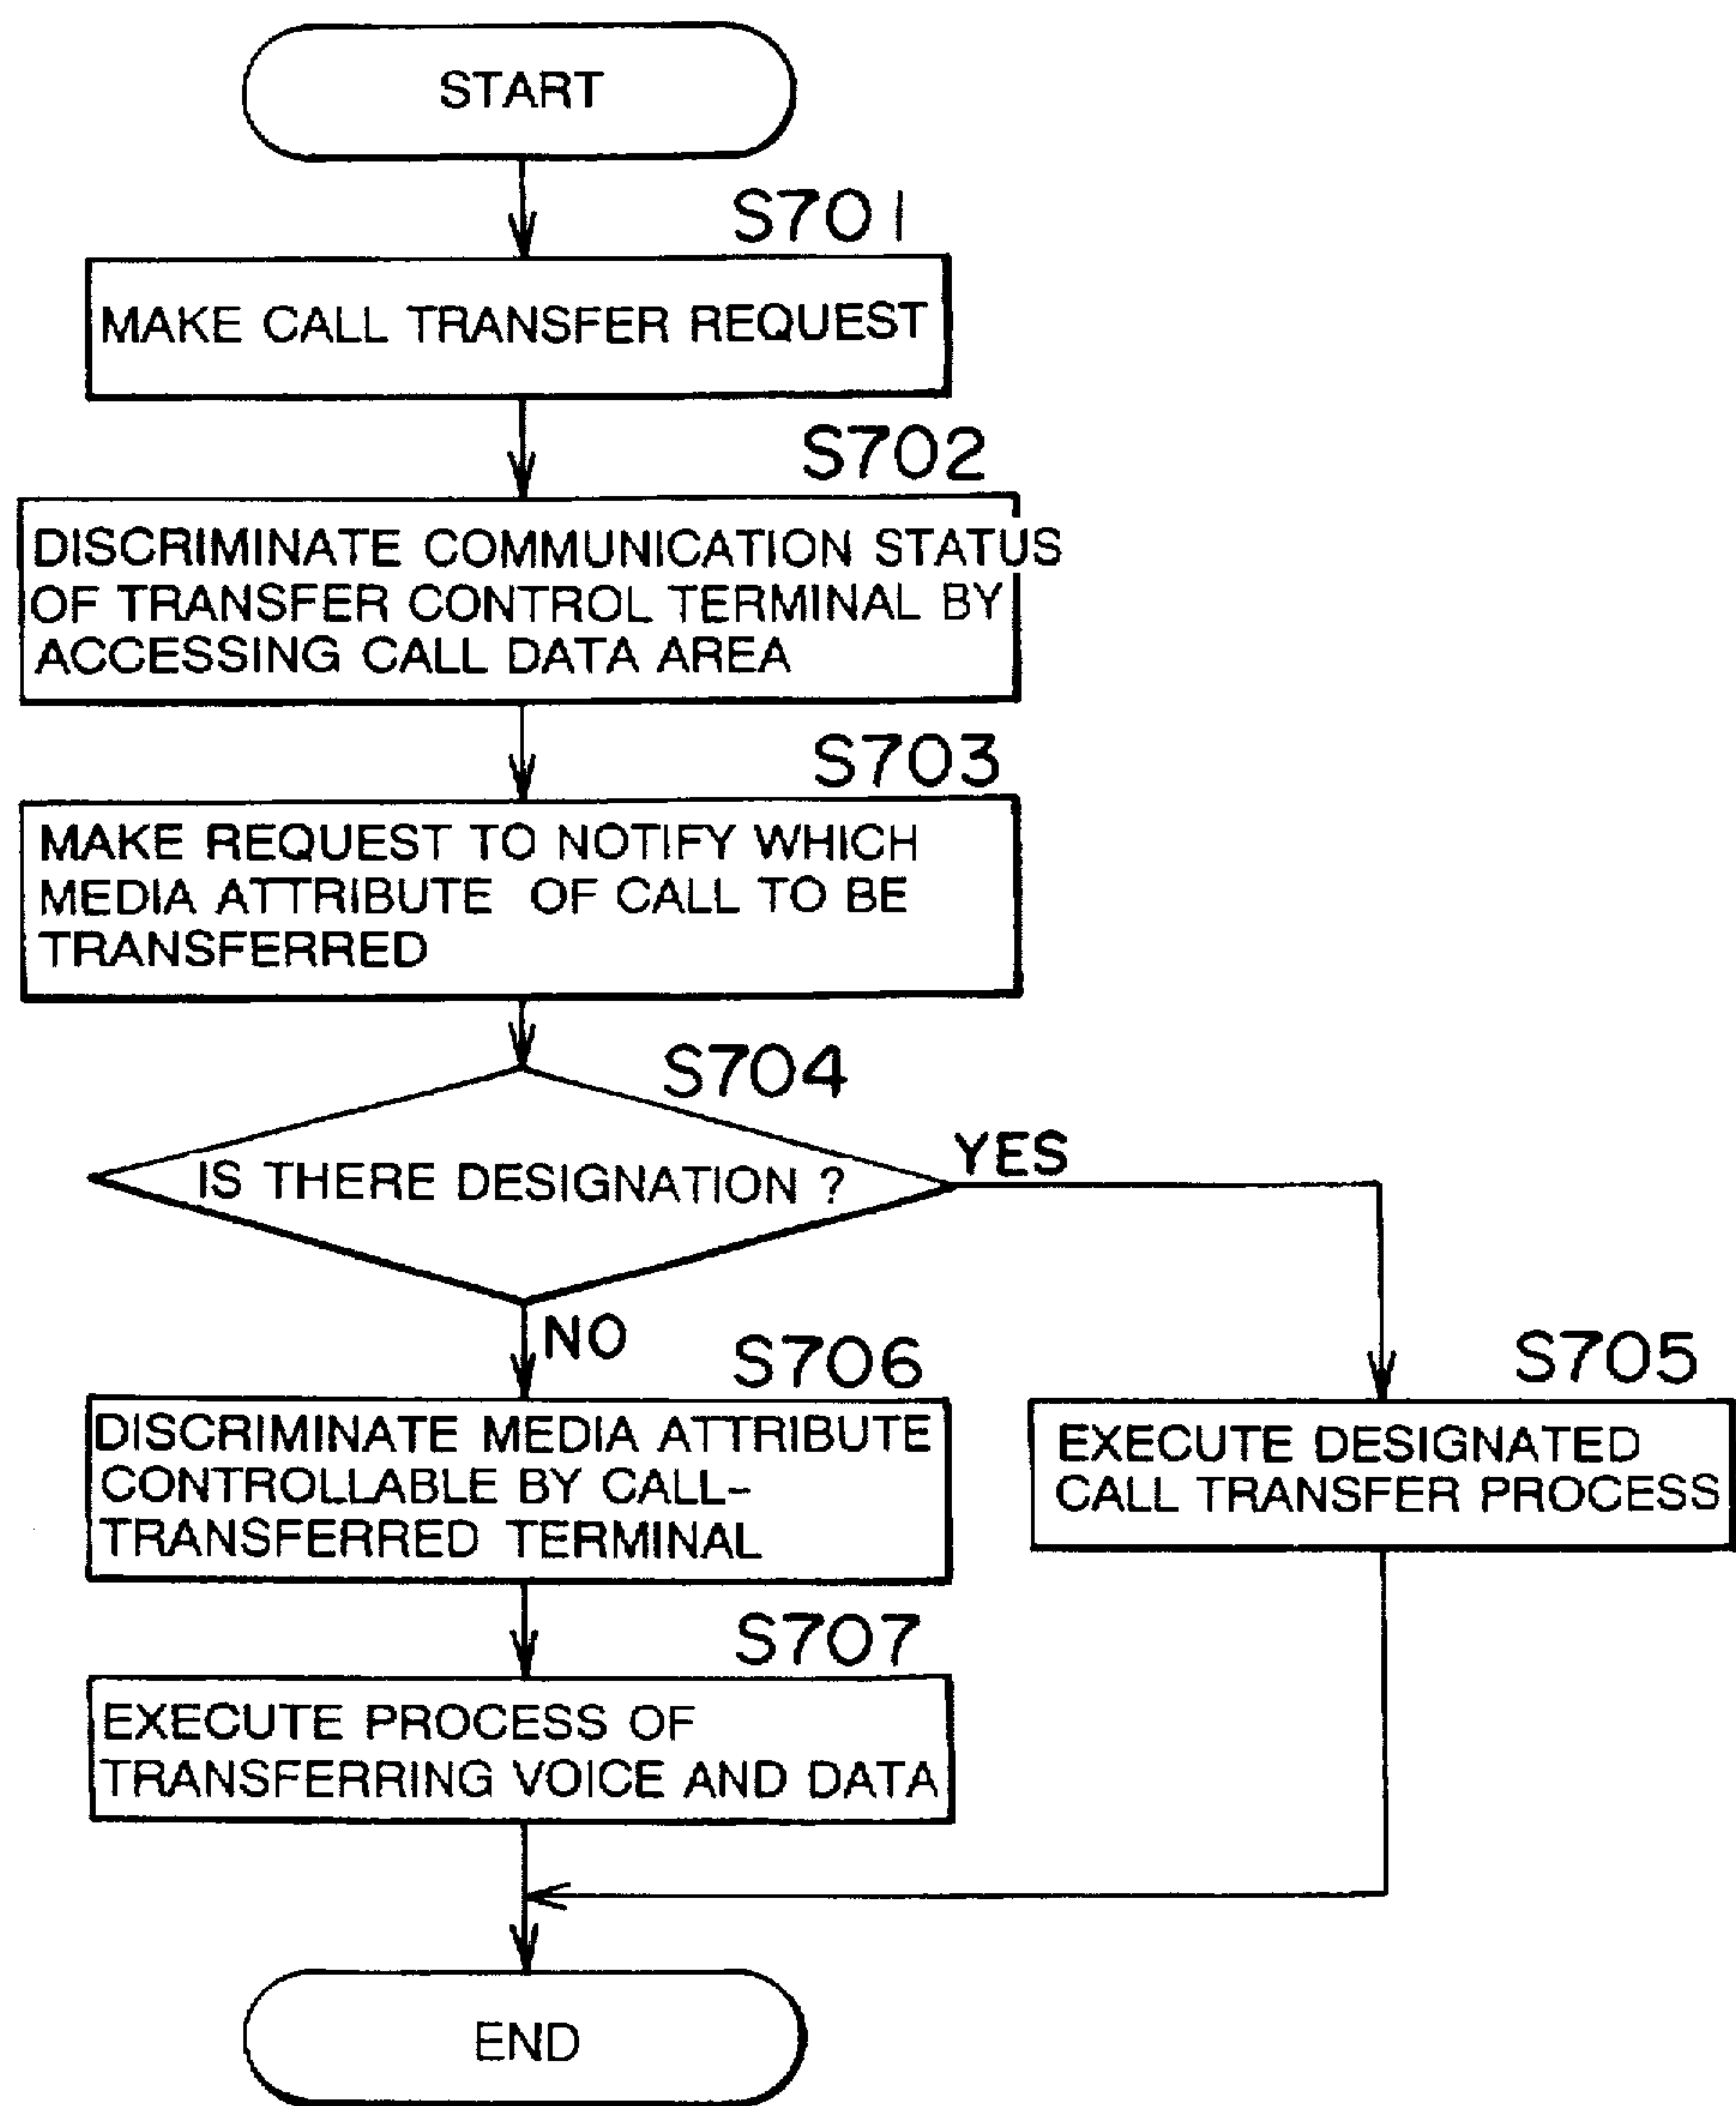 START
S701
MAKE CALL TRANSFER REQUEST
S702
DISCRIMINATE COMMUNICATION STATUS
OF TRANSFER CONTROL TERMINAL BY
ACCESSING CALL DATA AREA
S703
MAKE REQUEST TO NOTIFY WHICH
MEDIA ATTRIBUTE OF CALL TO BE
TRANSFERRED
S704
IS THERE DESIGNATION ?
YES
NO
S706
DISCRIMINATE MEDIA ATTRIBUTE
CONTROLLABLE BY CALL-
TRANSFERRED TERMINAL
S705
EXECUTE DESIGNATED
CALL TRANSFER PROCESS
S707
EXECUTE PROCESS OF
TRANSFERRING VOICE AND DATA
END